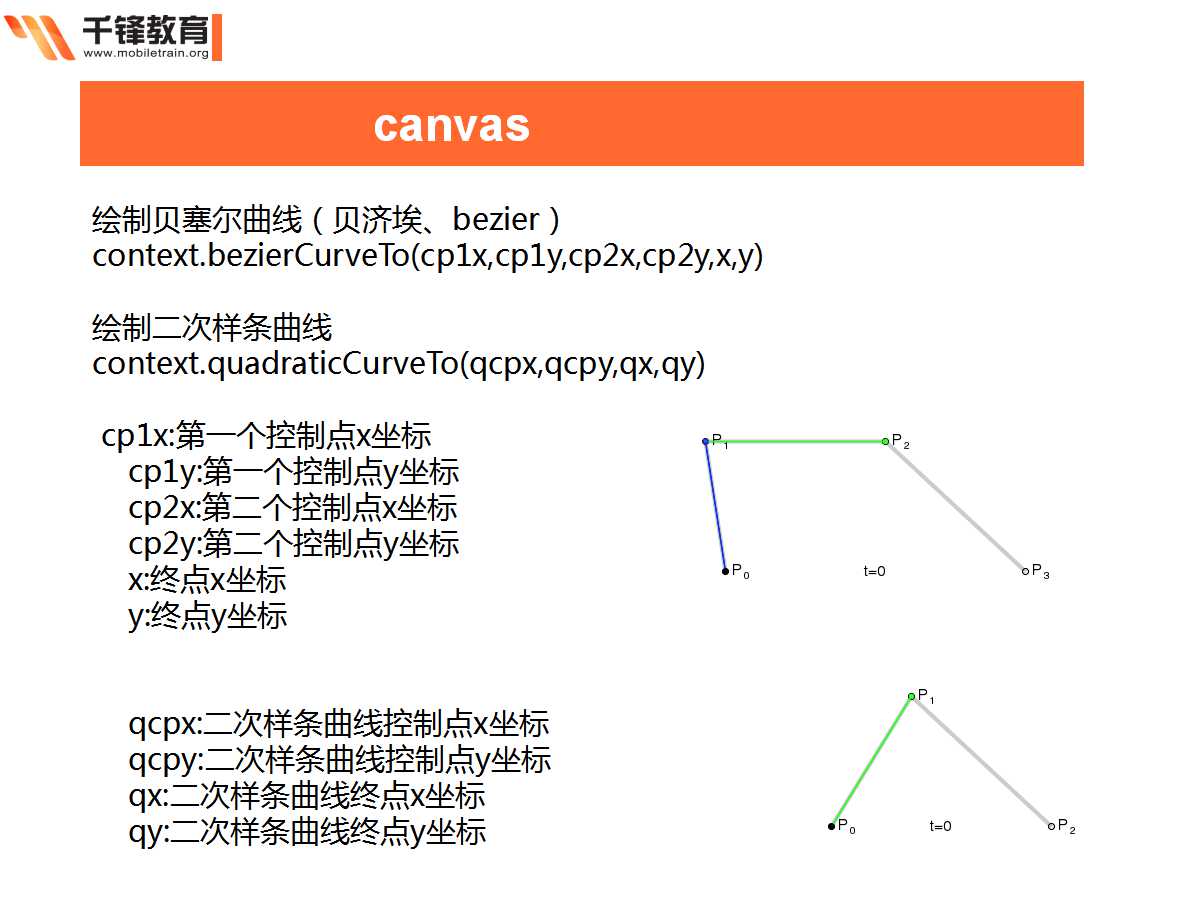 千锋教育
www.mobiletrain.org
canvas
绘制贝塞尔曲线（贝济埃、bezier）
context.bezierCurveTo(cp1x,cp1y,cp2x,cp2y,x,y)
绘制二次样条曲线
context.quadraticCurveTo(qcpx,qcpy,qx,qy)
cp1x:第一个控制点x坐标
cp1y:第一个控制点y坐标
cp2x:第二个控制点x坐标
cp2y:第二个控制点y坐标
x:终点x坐标
y:终点y坐标
P1
P2
P0
t=0
P3
qcpx:二次样条曲线控制点x坐标
qcpy:二次样条曲线控制点y坐标
qx:二次样条曲线终点x坐标
qy:二次样条曲线终点y坐标
P1
P0
t=0
P2